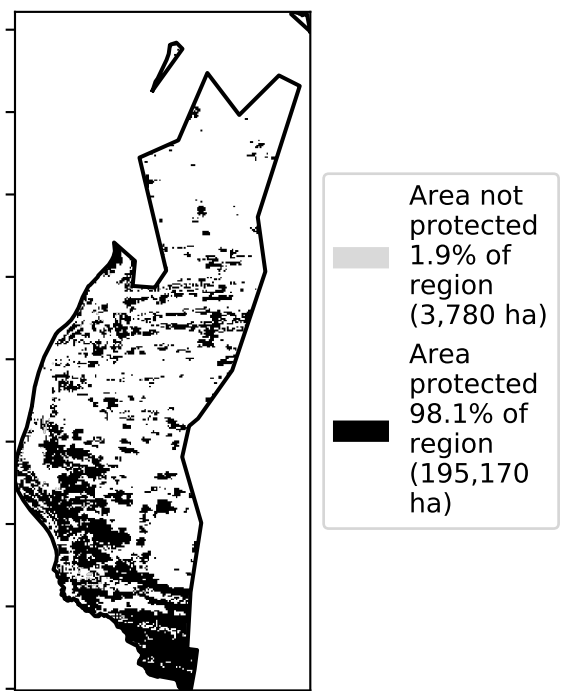 Area not
protected
1.9% of
region
(3,780 ha)
Area
protected
98.1% of
region
(195,170
ha)